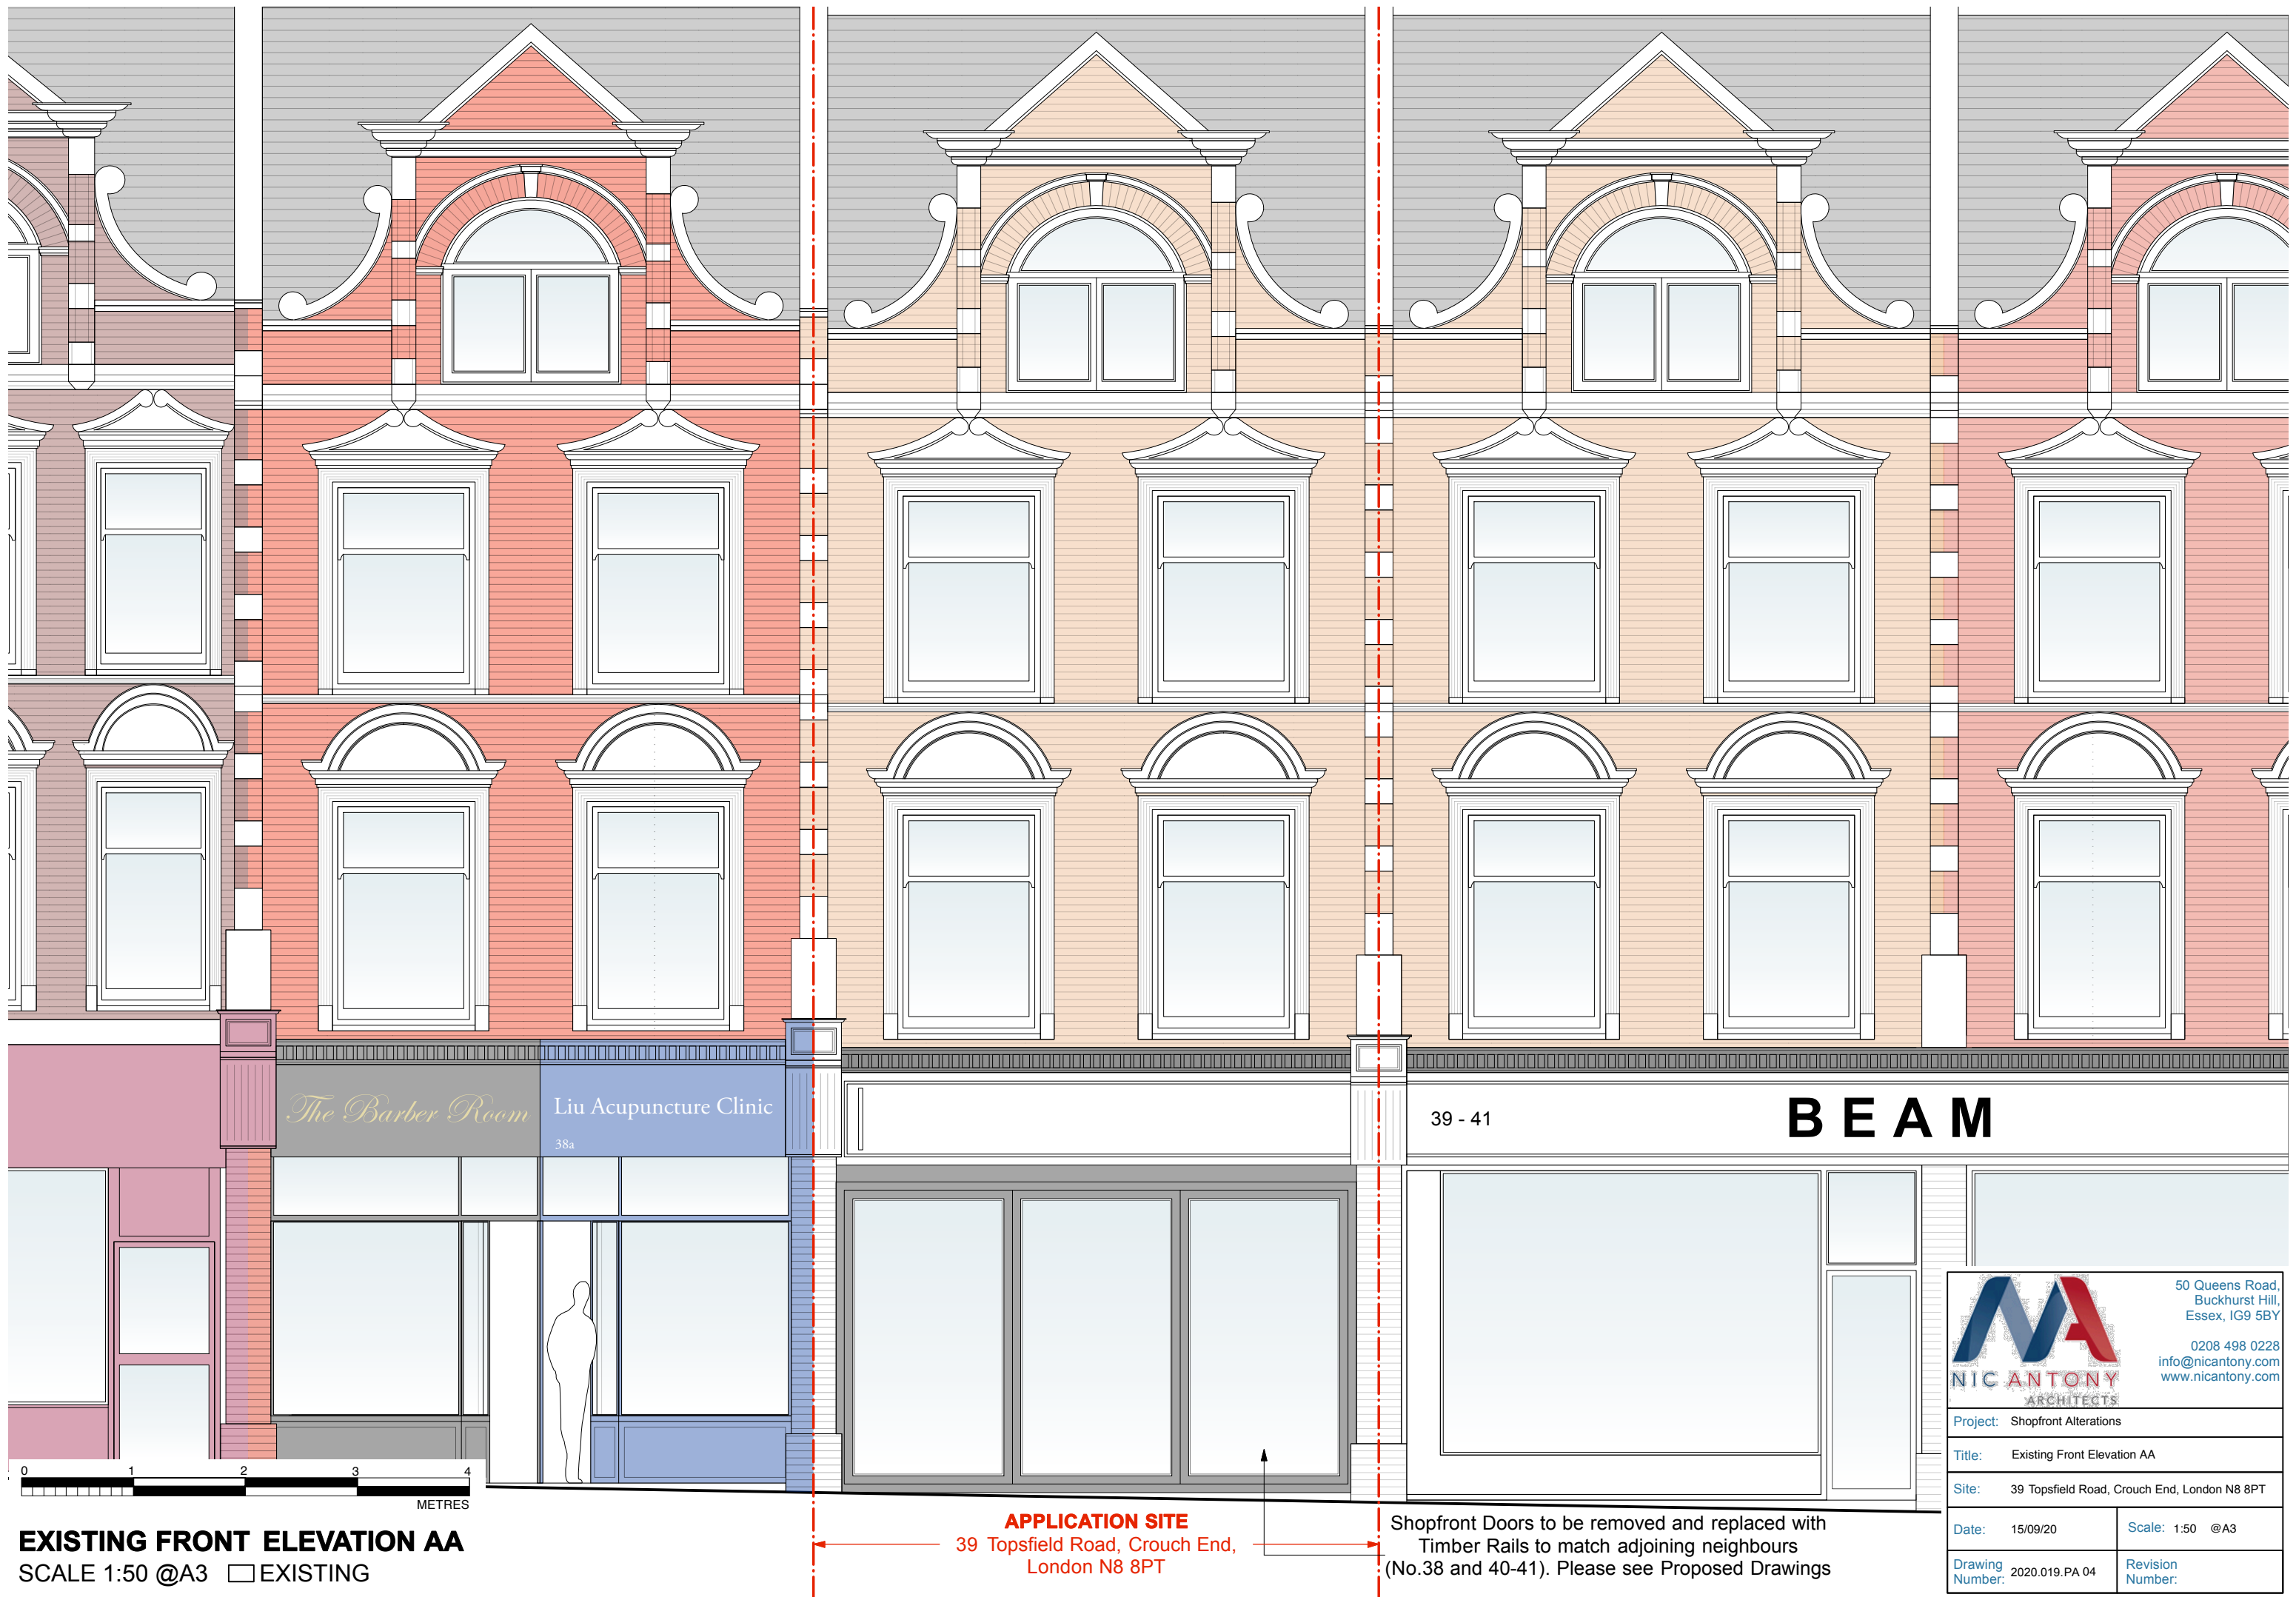 The Barber Room
Liu Acupuncture Clinic
38a
39 - 41
BEAM
0 1 2 3 4
METRES
EXISTING FRONT ELEVATION AA
SCALE 1:50 @A3 EXISTING
APPLICATION SITE
39 Topsfield Road, Crouch End,
London N8 8PT
Shopfront Doors to be removed and replaced with
Timber Rails to match adjoining neighbours
(No.38 and 40-41). Please see Proposed Drawings
NIC ANTONY
ARCHITECTS
50 Queens Road,
Buckhurst Hill,
Essex, IG9 5BY
0208 498 0228
info@nicantony.com
www.nicantony.com
Project: Shopfront Alterations
Title: Existing Front Elevation AA
Site: 39 Topsfield Road, Crouch End, London N8 8PT
Date: 15/09/20
Scale: 1:50 @A3
Drawing
Number: 2020.019.PA 04
Revision
Number: